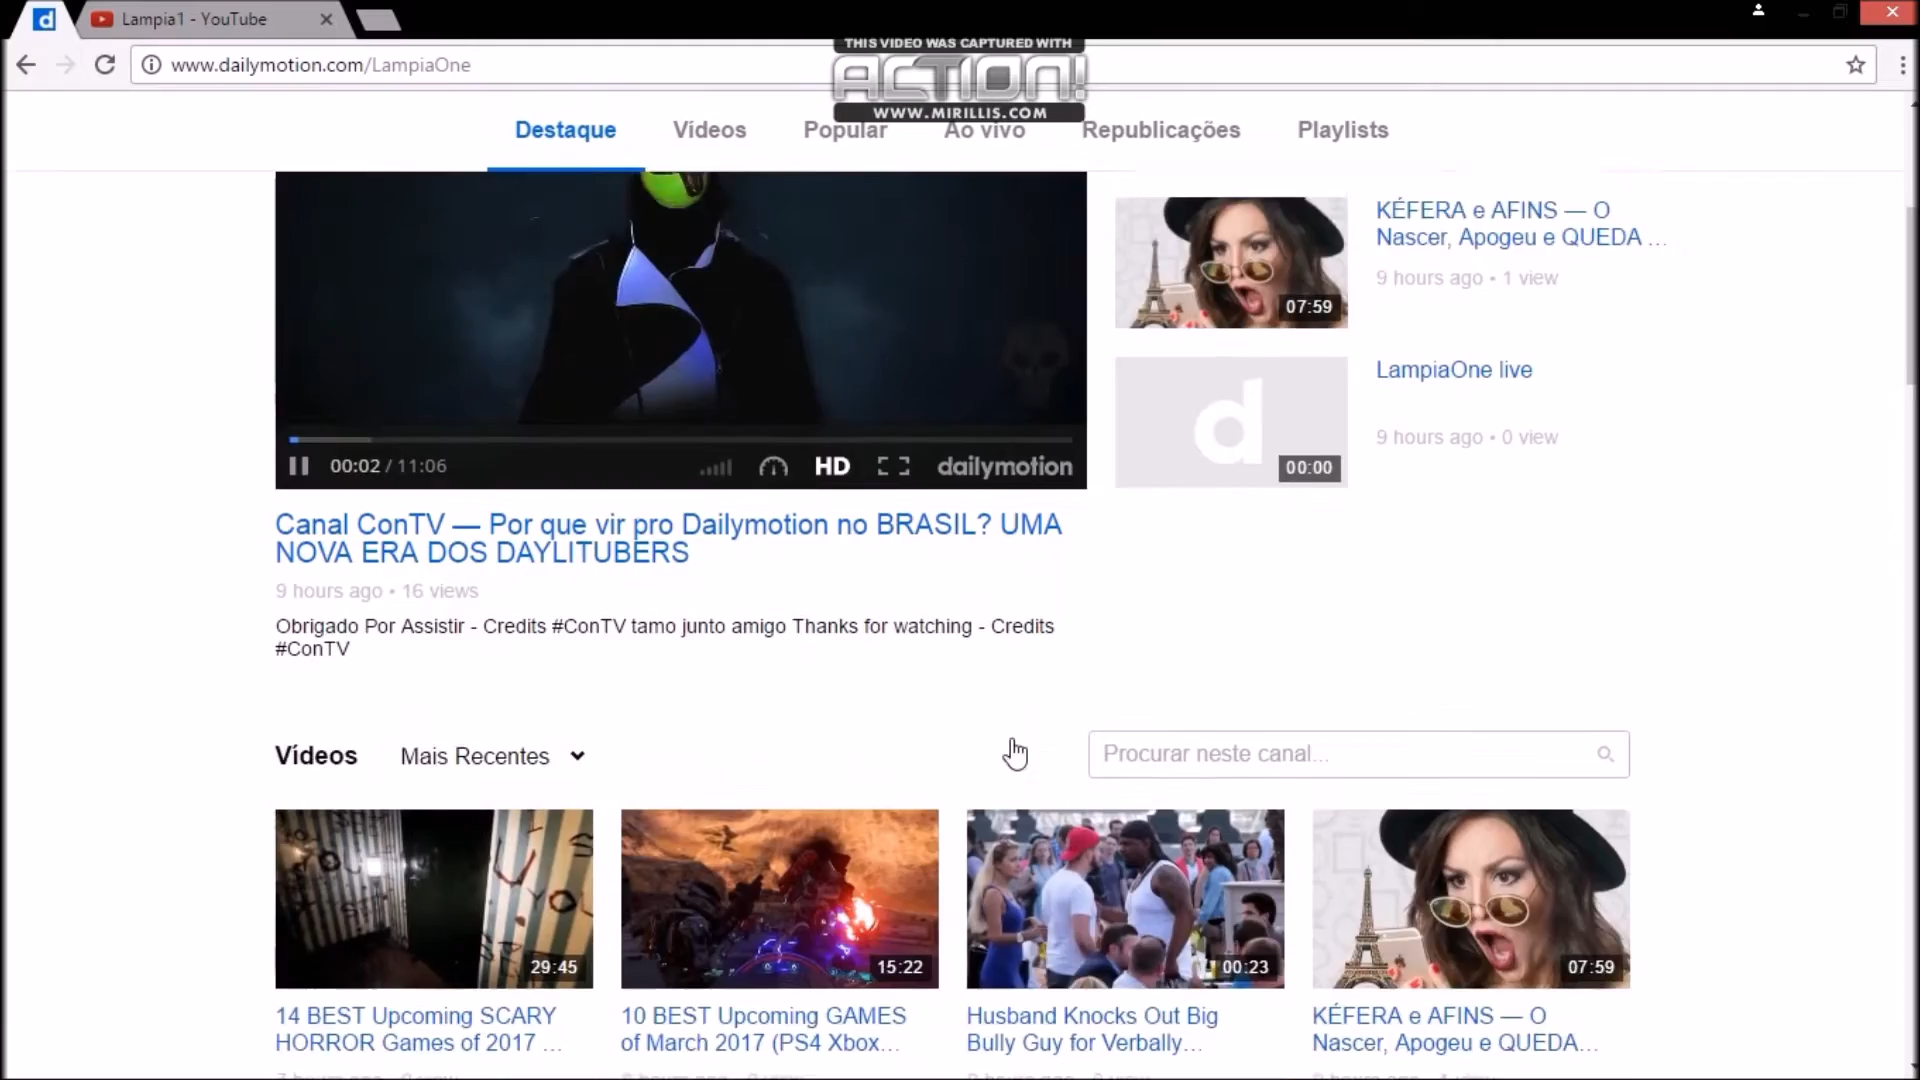 Lampia1 - YouTube
www.dailymotion.com/LampiaOne
THIS VIDEO WAS CAPTURED WITH
ACTION!
WWW.MIRILLIS.COM
Destaque Vídeos Popular Ao vivo Republicações Playlists
KÉFERA e AFINS — O
Nascer, Apogeu e QUEDA ...
9 hours ago • 1 view
07:59
LampiaOne live
9 hours ago • 0 view
00:00
00:02 / 11:06 HD dailymotion
Canal ConTV — Por que vir pro Dailymotion no BRASIL? UMA
NOVA ERA DOS DAYLITUBERS
9 hours ago • 16 views
Obrigado Por Assistir - Credits #ConTV tamo junto amigo Thanks for watching - Credits
#ConTV
Vídeos Mais Recentes Procurar neste canal...
29:45 15:22 00:23 07:59
14 BEST Upcoming SCARY
HORROR Games of 2017 ...
10 BEST Upcoming GAMES
of March 2017 (PS4 Xbox...
Husband Knocks Out Big
Bully Guy for Verbally...
KÉFERA e AFINS — O
Nascer, Apogeu e QUEDA...